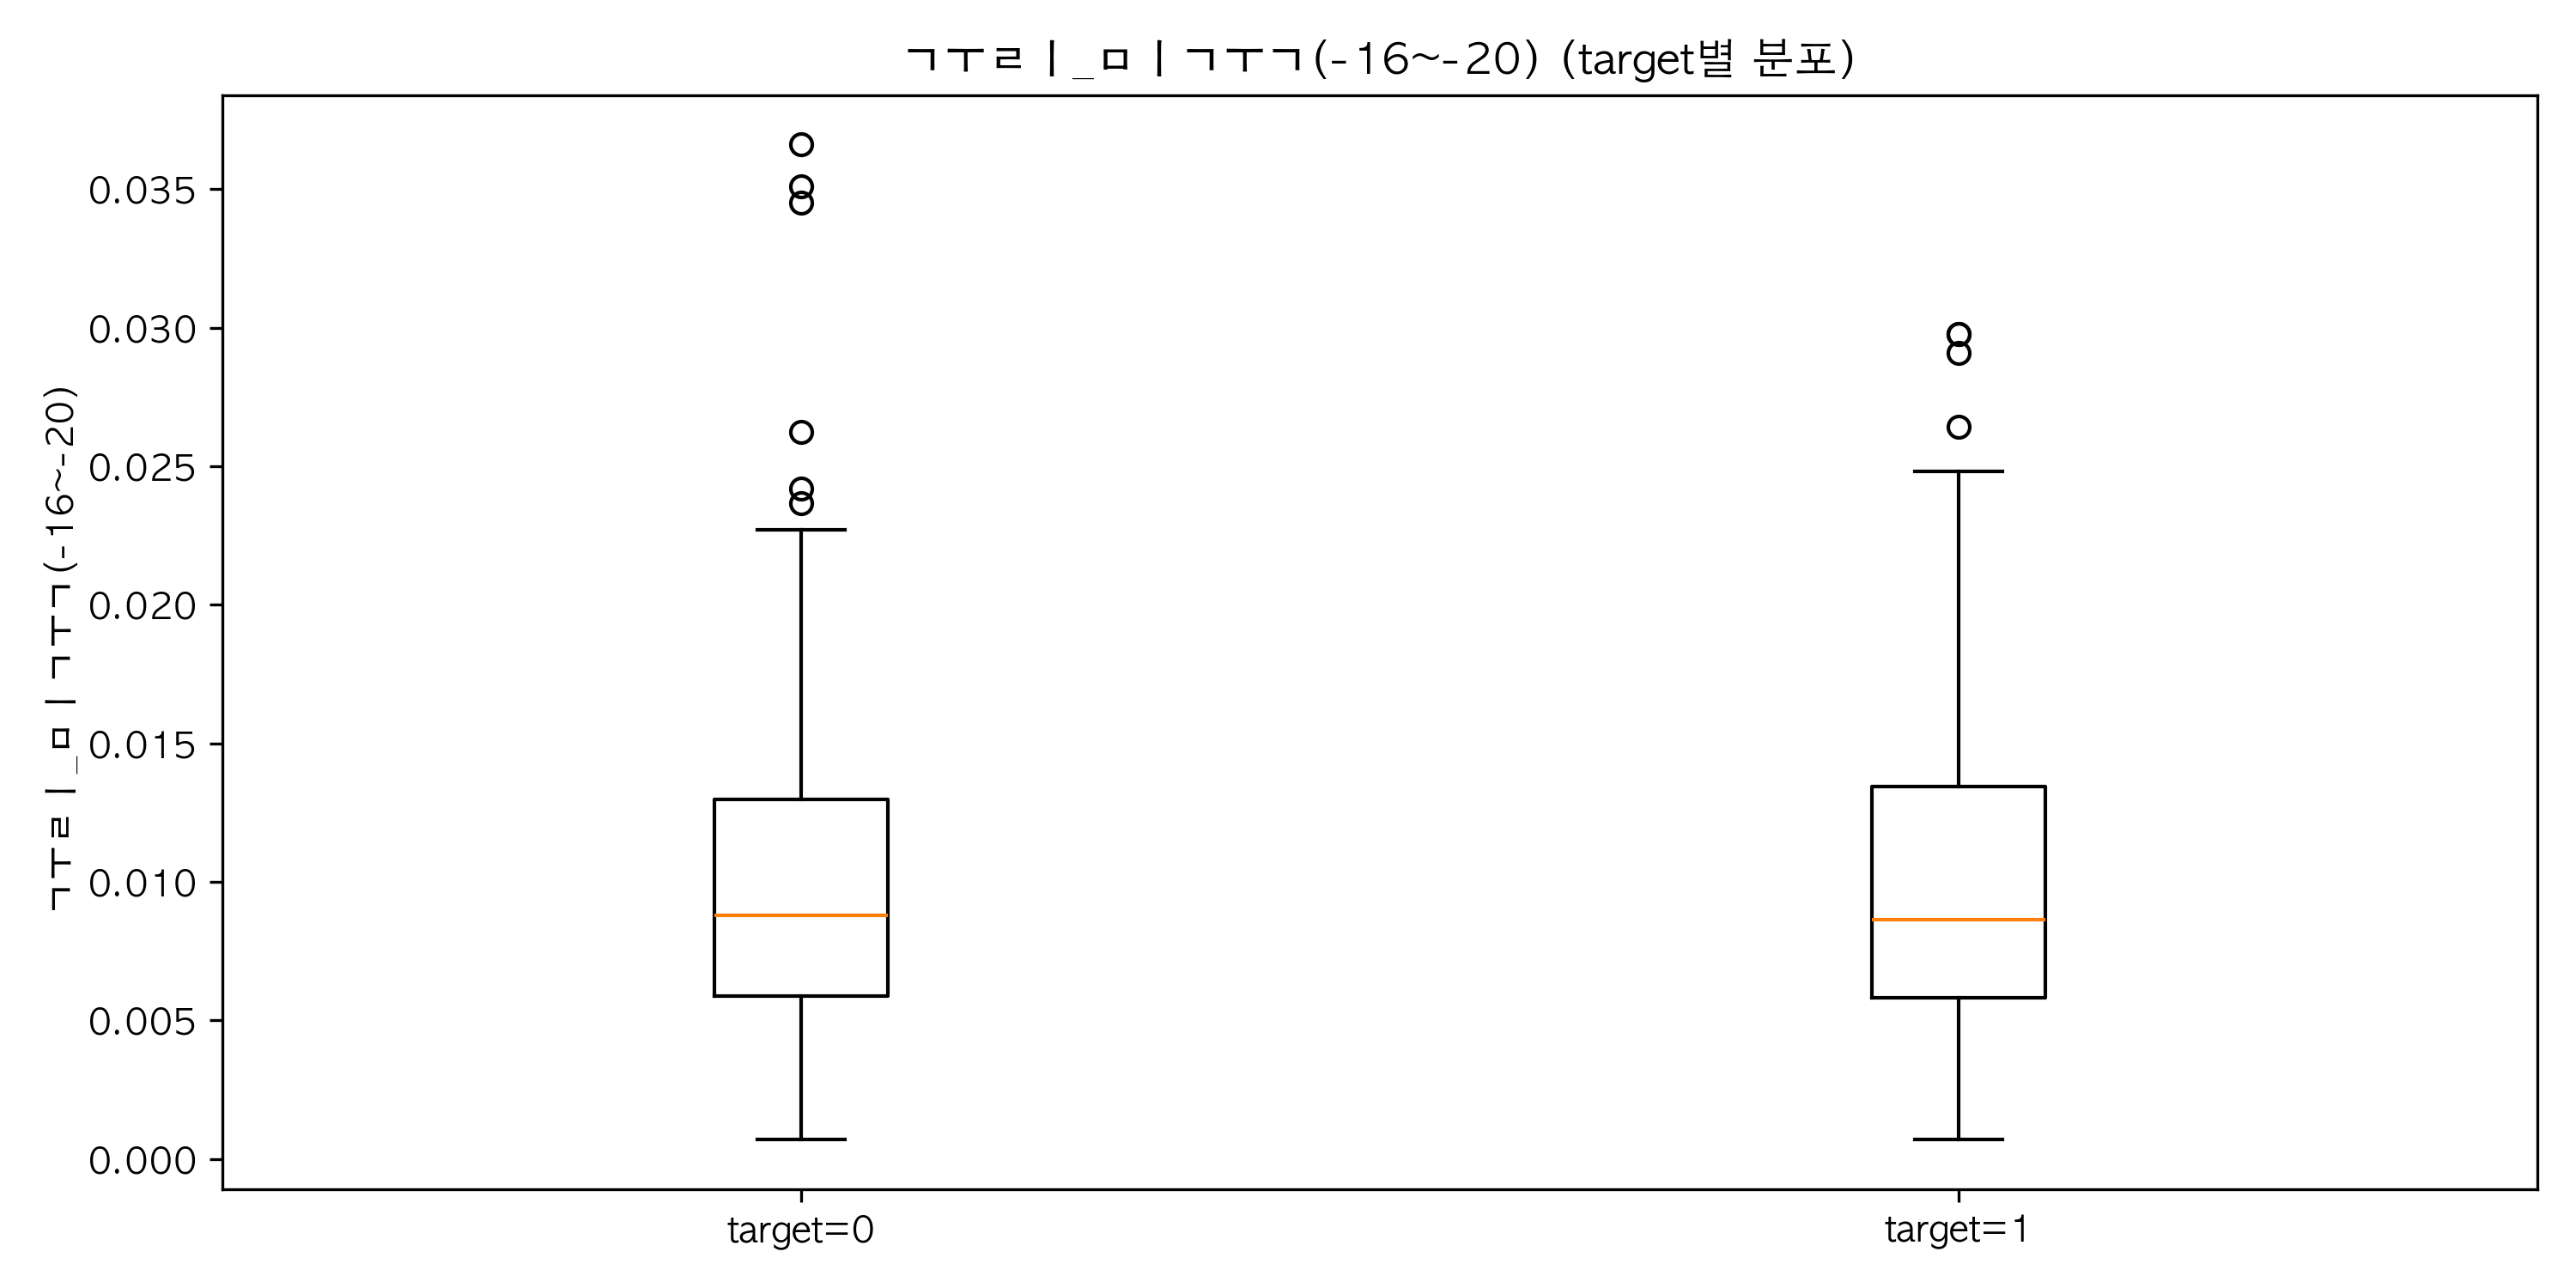 ㄱㅜㄹㅣ_ㅁㅣㄱㅜㄱ(-16~-20) (target별 분포)
ㄱㅜㄹㅣ_ㅁㅣㄱㅜㄱ(-16~-20)
0.035
0.030
0.025
0.020
0.015
0.010
0.005
0.000
target=0
target=1